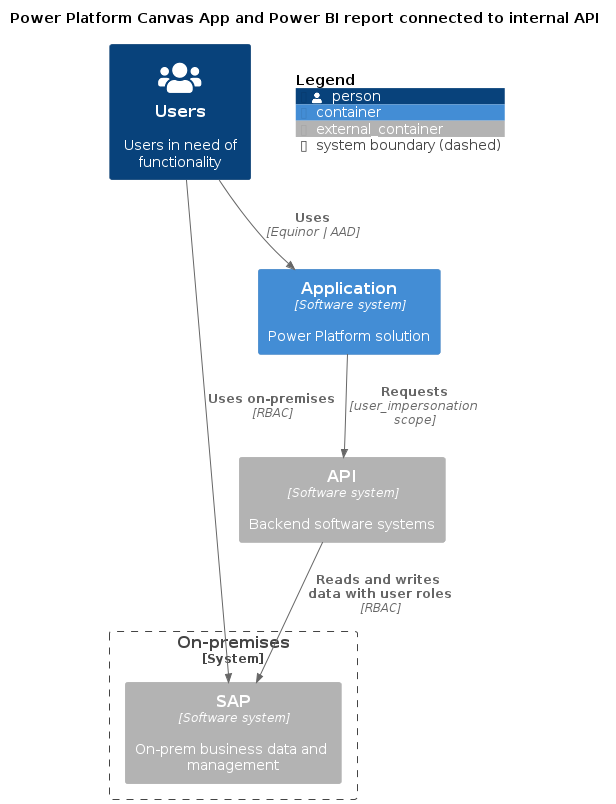 Power Platform Canvas App and Power BI report connected to internal API
Users
Users in need of
functionality
Legend
person
container
external_container
system boundary (dashed)
Uses
[Equinor | AAD]
Application
[Software system]
Power Platform solution
Uses on-premises
[RBAC]
Requests
[user_impersonation
scope]
API
[Software system]
Backend software systems
Reads and writes
data with user roles
[RBAC]
On-premises
[System]
SAP
[Software system]
On-prem business data and
management